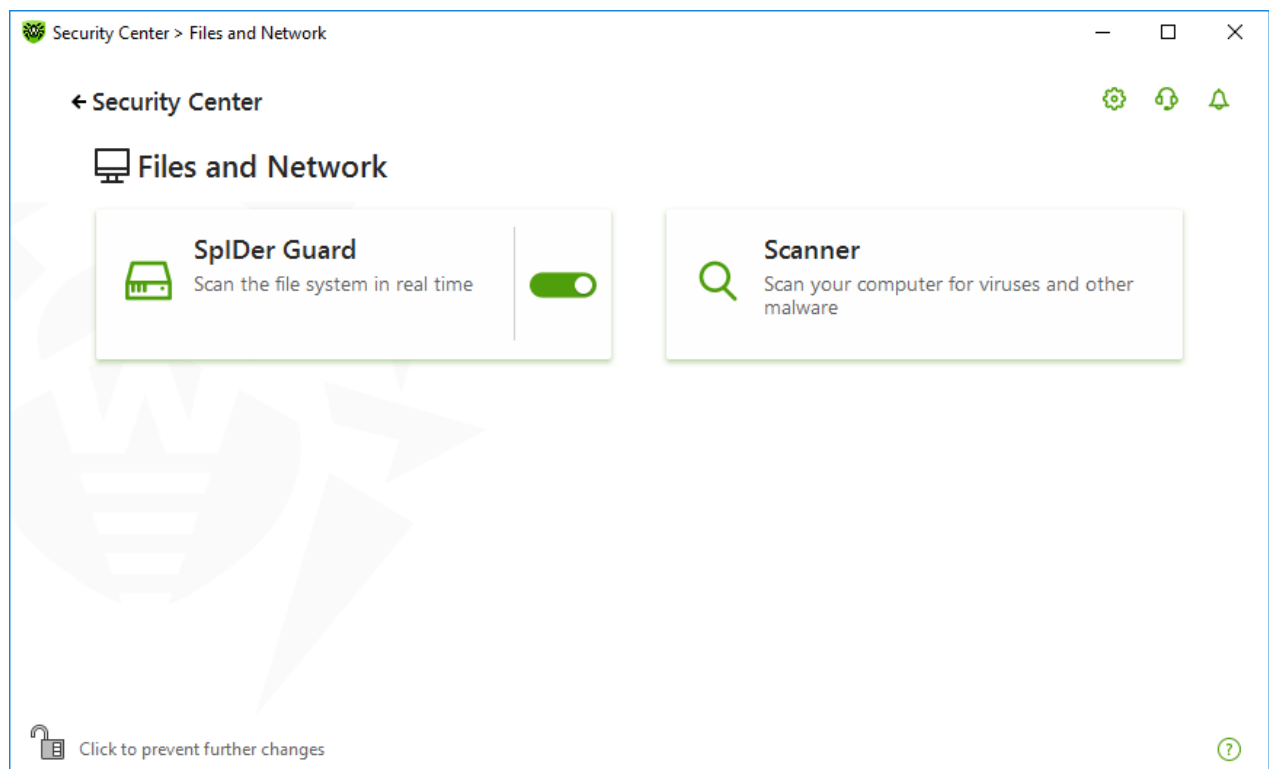 Security Center > Files and Network
Security Center
Files and Network
SpIDer Guard
Scan the file system in real time
Scanner
Scan your computer for viruses and other
malware
Click to prevent further changes
?